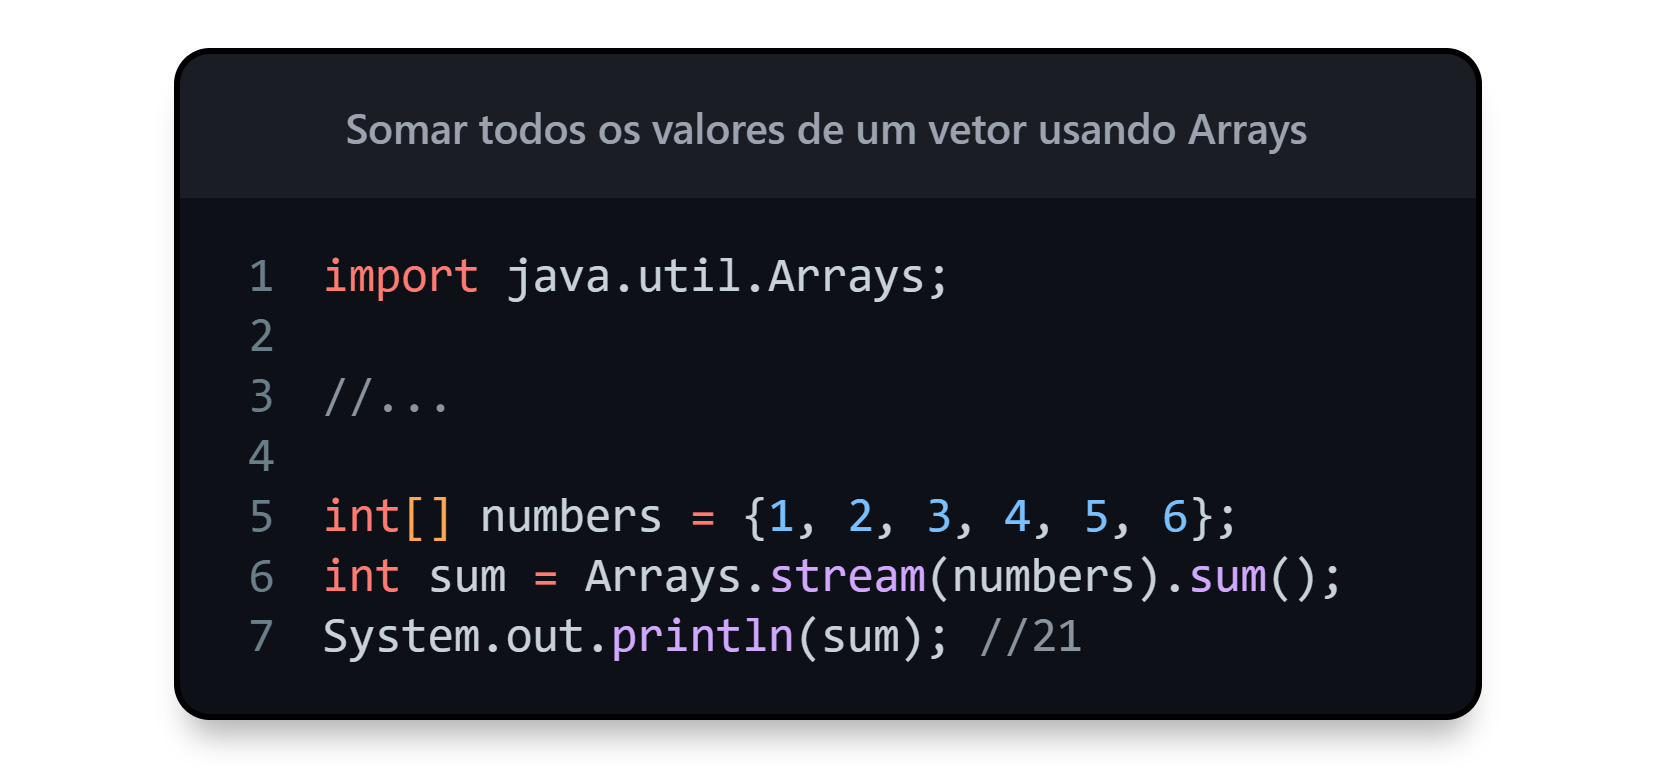 Somar todos os valores de um vetor usando Arrays
1 import java.util.Arrays;
2
3 //...
4
5 int[] numbers = {1, 2, 3, 4, 5, 6};
6 int sum = Arrays.stream(numbers).sum();
7 System.out.println(sum); //21